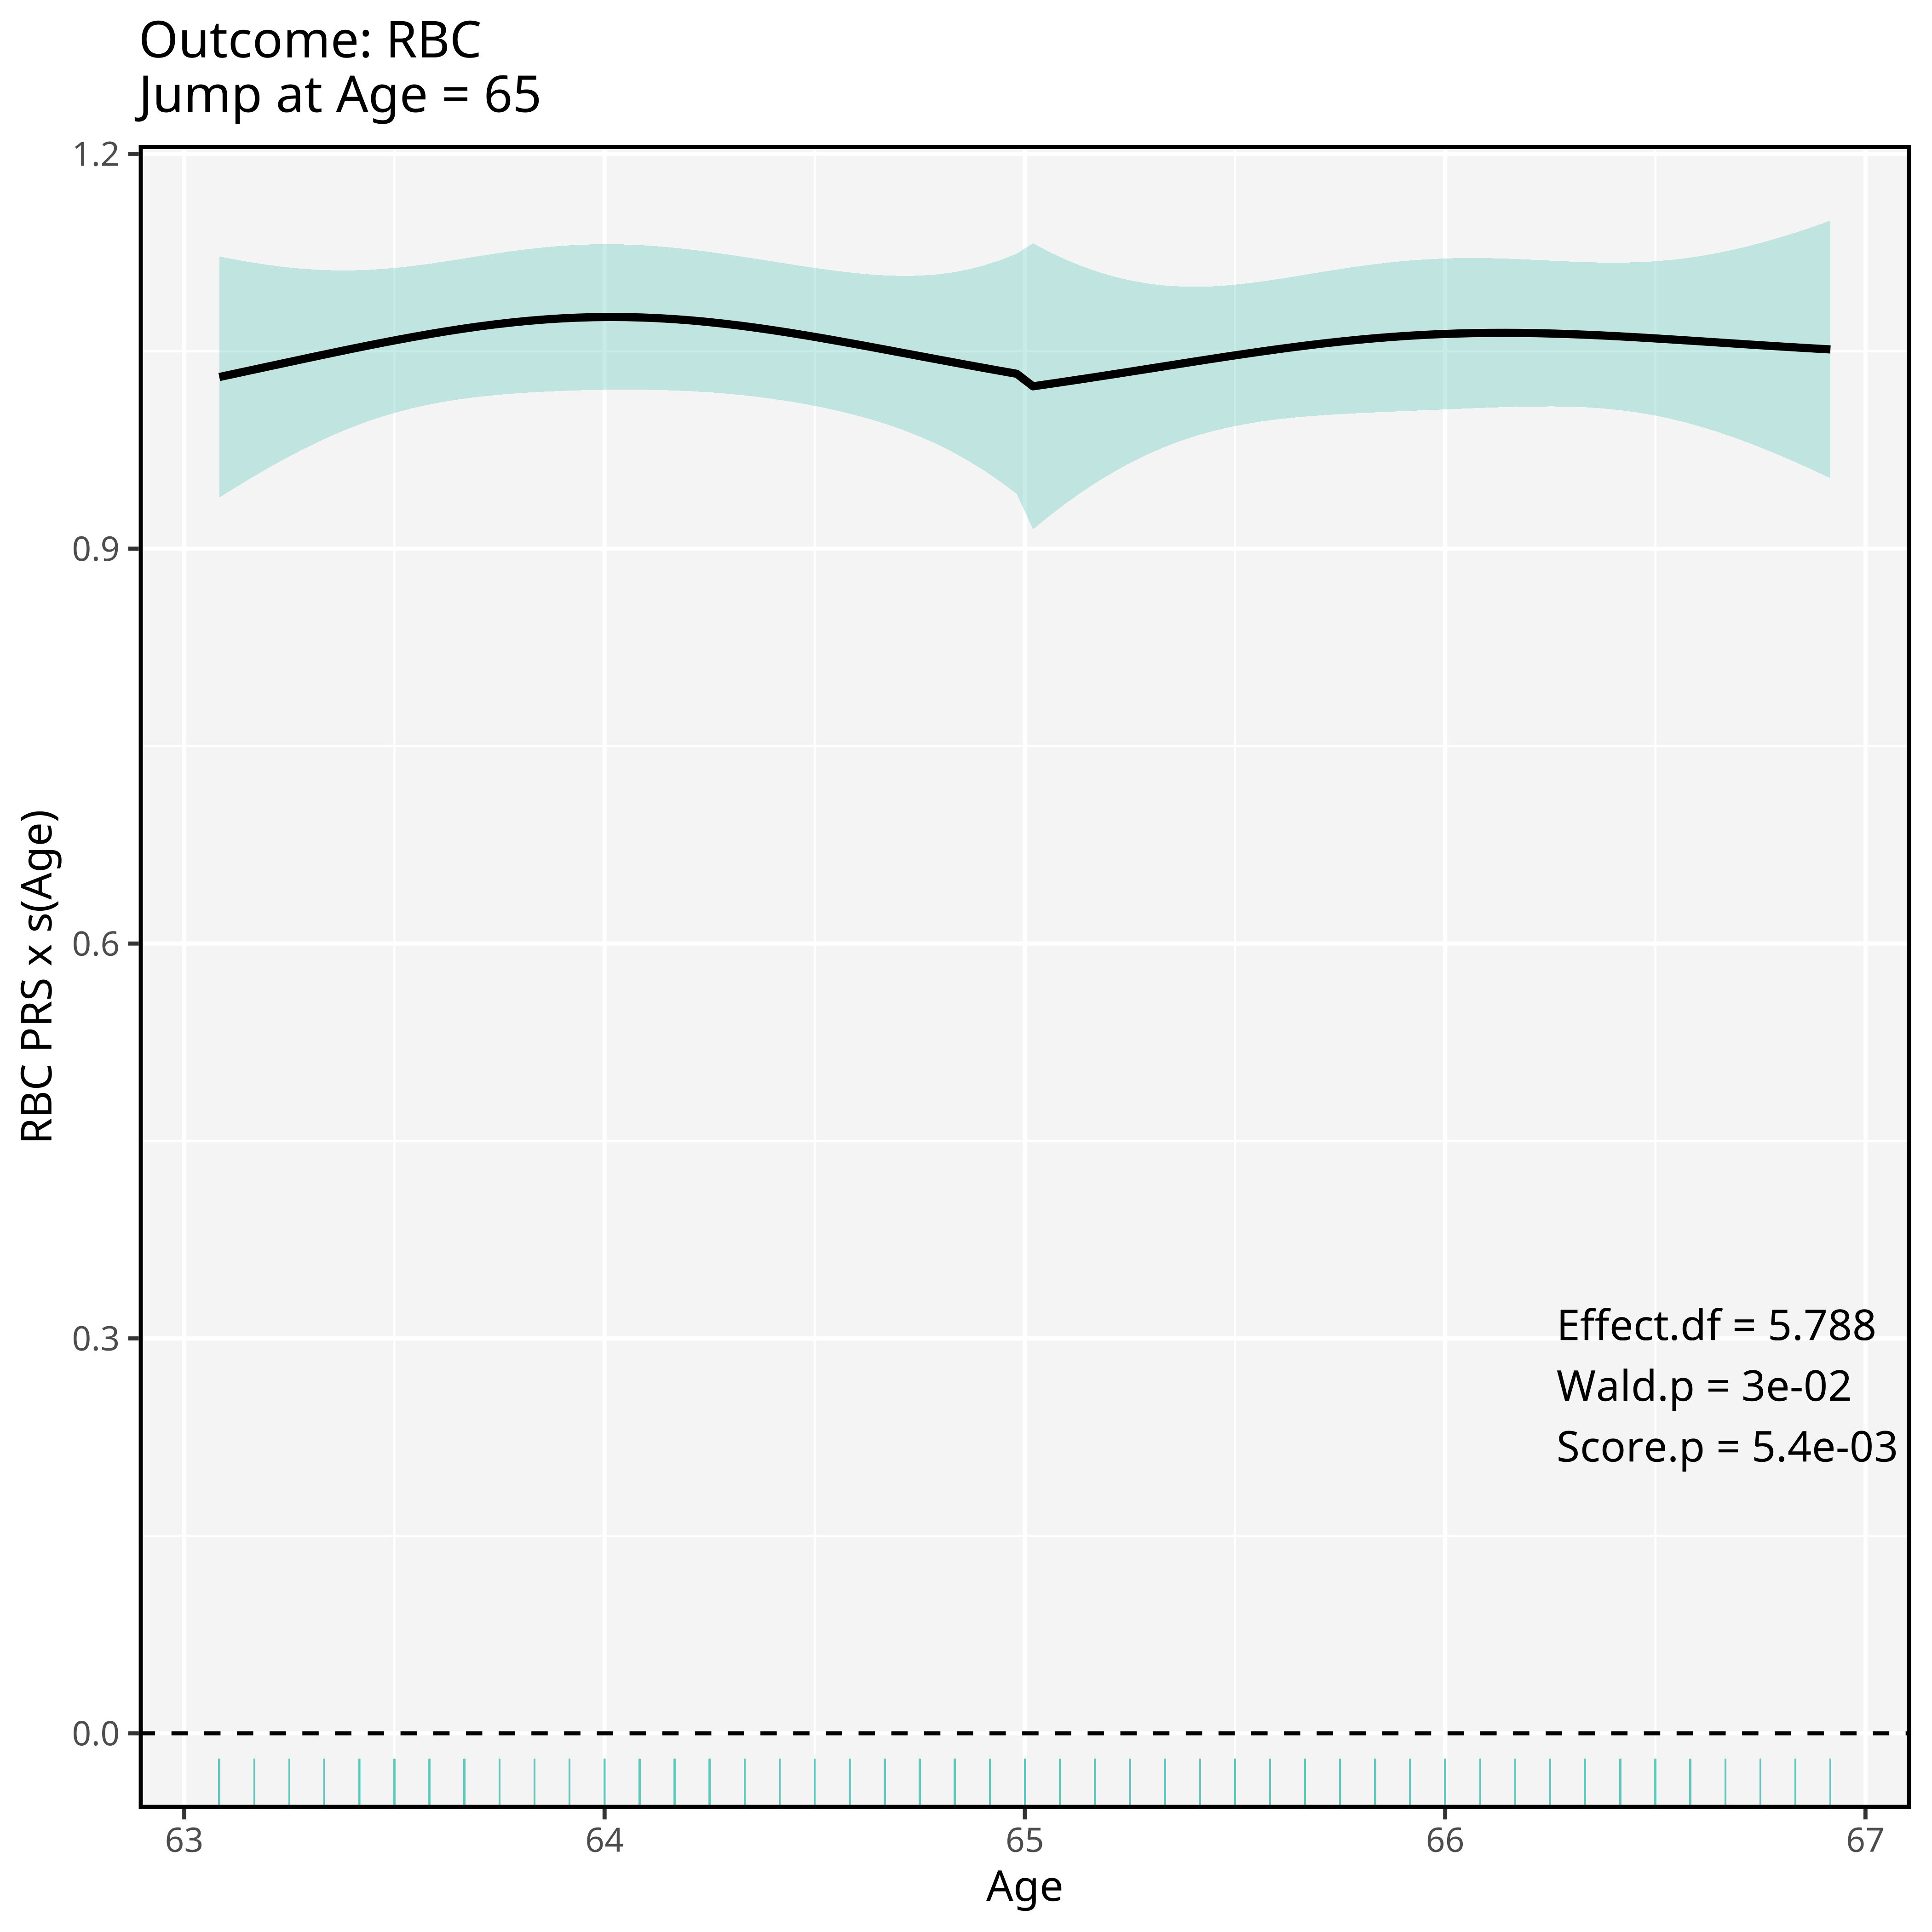 Outcome: RBC
Jump at Age = 65
1.2
0.9
0.6
0.3
0.0
RBC PRS x s(Age)
Effect.df = 5.788
Wald.p = 3e-02
Score.p = 5.4e-03
63 64 65 66 67
Age